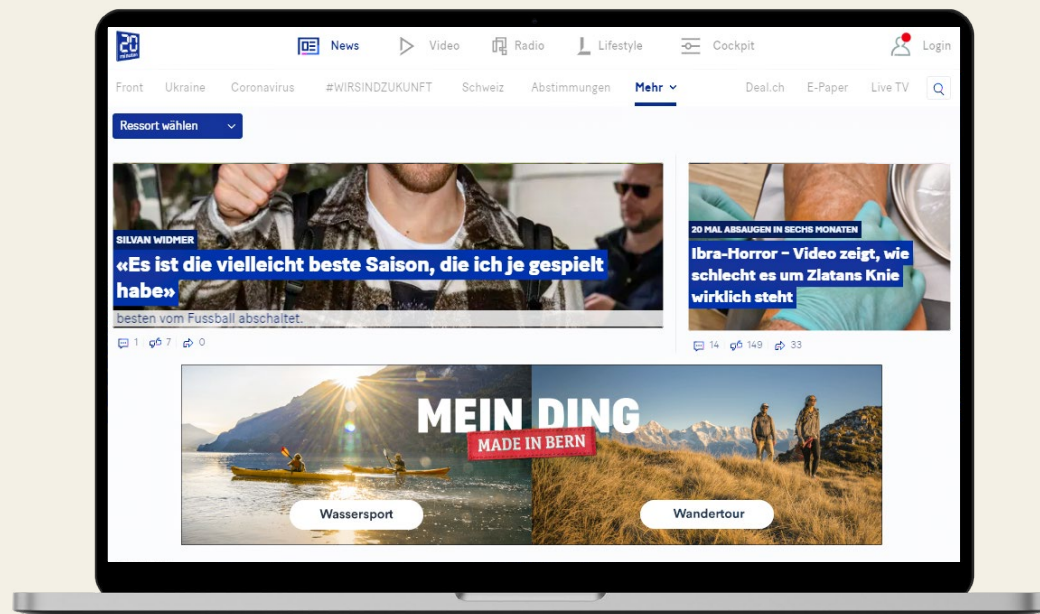 20
minuten
News
Video
Radio
Lifestyle
Cockpit
Login
Front
Ukraine
Coronavirus
#WIRSINDZUKUNFT
Schweiz
Abstimmungen
Mehr
Deal.ch
E-Paper
Live TV
Ressort wählen
SILVAN WIDMER
«Es ist die vielleicht beste Saison, die ich je gespielt
habe»
besten vom Fussball abschaltet.
1
7
0
20 MAL ABSAUGEN IN SECHS MONATEN
Ibra-Horror – Video zeigt, wie
schlecht es um Zlatans Knie
wirklich steht
14
149
33
MEIN DING
MADE IN BERN
Wassersport
Wandertour